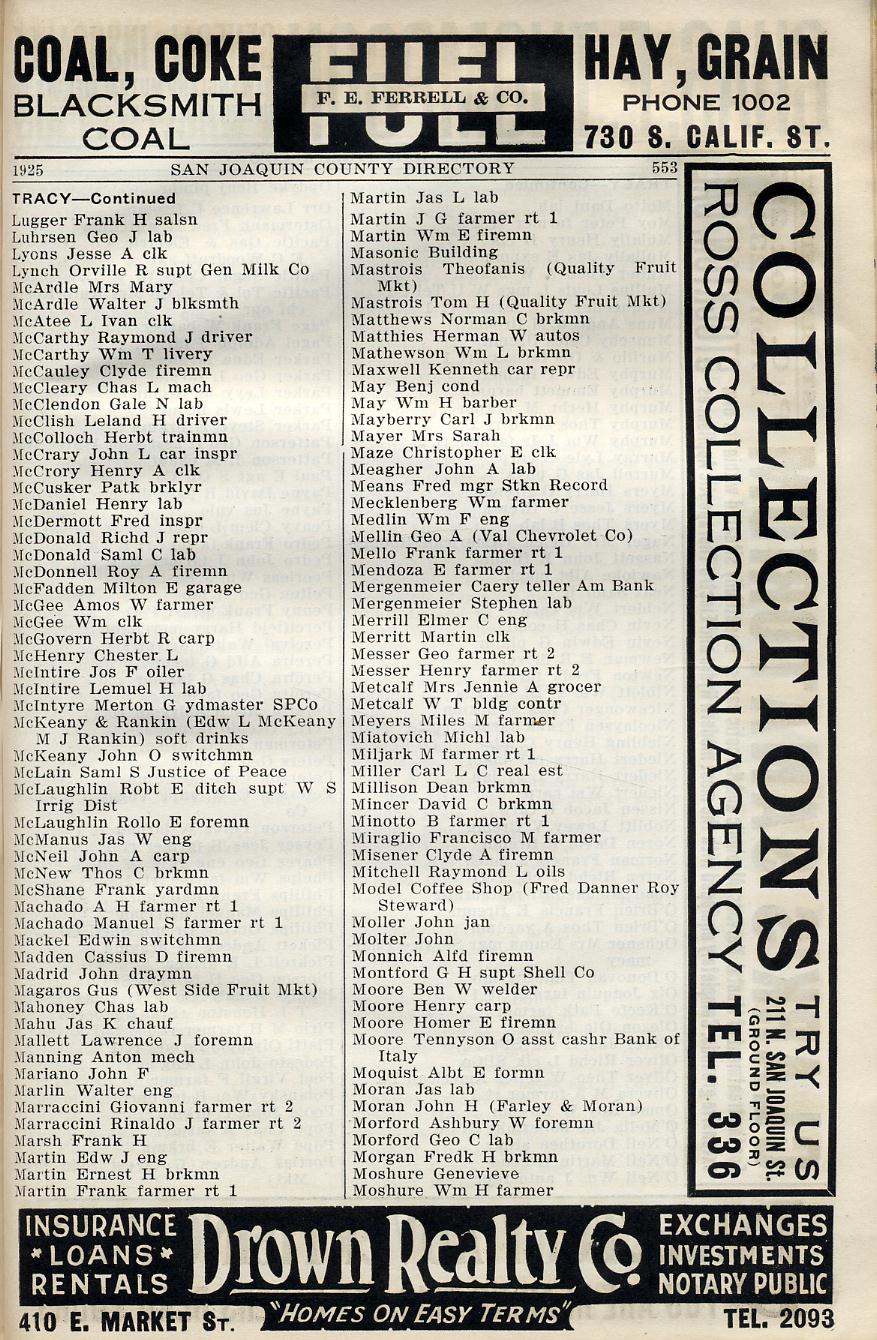 COAL, COKE
BLACKSMITH
COAL
FUEL
F. E. FERRELL & CO.
HAY, GRAIN
PHONE 1002
730 S. CALIF. ST.
1925 SAN JOAQUIN COUNTY DIRECTORY 553
TRACY—Continued
Lugger Frank H salsn
Luhrsen Geo J lab
Lyons Jesse A clk
Lynch Orville R supt Gen Milk Co
McArdle Mrs Mary
McArdle Walter J blksmth
McAtee L Ivan clk
McCarthy Raymond J driver
McCarthy Wm T livery
McCauley Clyde firemn
McCleary Chas L mach
McClendon Gale N lab
McClish Leland H driver
McColloch Herbt trainmn
McCrary John L car inspr
McCrory Henry A clk
McCusker Patk brklyr
McDaniel Henry lab
McDermott Fred inspr
McDonald Richd J repr
McDonald Saml C lab
McDonnell Roy A firemn
McFadden Milton E garage
McGee Amos W farmer
McGee Wm clk
McGovern Herbt R carp
McHenry Chester L
McIntire Jos F oiler
McIntire Lemuel H lab
McIntyre Merton G ydmaster SPCo
McKeany & Rankin (Edw L McKeany
M J Rankin) soft drinks
McKeany John O switchmn
McLain Saml S Justice of Peace
McLaughlin Robt E ditch supt W S
Irrig Dist
McLaughlin Rollo E foremn
McManus Jas W eng
McNeil John A carp
McNew Thos C brkmn
McShane Frank yardmn
Machado A H farmer rt 1
Machado Manuel S farmer rt 1
Mackel Edwin switchmn
Madden Cassius D firemn
Madrid John draymn
Magaros Gus (West Side Fruit Mkt)
Mahoney Chas lab
Mahu Jas K chauf
Mallett Lawrence J foremn
Manning Anton mech
Mariano John F
Marlin Walter eng
Marraccini Giovanni farmer rt 2
Marraccini Rinaldo J farmer rt 2
Marsh Frank H
Martin Edw J eng
Martin Ernest H brkmn
Martin Frank farmer rt 1
Martin Jas L lab
Martin J G farmer rt 1
Martin Wm E firemn
Masonic Building
Mastrois Theofanis (Quality Fruit
Mkt)
Mastrois Tom H (Quality Fruit Mkt)
Matthews Norman C brkmn
Matthies Herman W autos
Mathewson Wm L brkmn
Maxwell Kenneth car repr
May Benj cond
May Wm H barber
Mayberry Carl J brkmn
Mayer Mrs Sarah
Maze Christopher E clk
Meagher John A lab
Means Fred mgr Stkn Record
Mecklenberg Wm farmer
Medlin Wm F eng
Mellin Geo A (Val Chevrolet Co)
Mello Frank farmer rt 1
Mendoza E farmer rt 1
Mergenmeier Caery teller Am Bank
Mergenmeier Stephen lab
Merrill Elmer C eng
Merritt Martin clk
Messer Geo farmer rt 2
Messer Henry farmer rt 2
Metcalf Mrs Jennie A grocer
Metcalf W T bldg contr
Meyers Miles M farmer
Miatovich Michl lab
Miljark M farmer rt 1
Miller Carl L C real est
Millison Dean brkmn
Mincer David C brkmn
Minotto B farmer rt 1
Miraglio Francisco M farmer
Misener Clyde A firemn
Mitchell Raymond L oils
Model Coffee Shop (Fred Danner Roy
Steward)
Moller John jan
Molter John
Monnich Alfd firemn
Montford G H supt Shell Co
Moore Ben W welder
Moore Henry carp
Moore Homer E firemn
Moore Tennyson O asst cashr Bank of
Italy
Moquist Albt E formn
Moran Jas lab
Moran John H (Farley & Moran)
Morford Ashbury W foremn
Morford Geo C lab
Morgan Fredk H brkmn
Moshure Genevieve
Moshure Wm H farmer
COLLECTIONS TRY US
211 N. SAN JOAQUIN St.
(GROUND FLOOR)
ROSS COLLECTION AGENCY TEL. 336
INSURANCE
*LOANS*
RENTALS
Drown Realty Co.
EXCHANGES
INVESTMENTS
NOTARY PUBLIC
410 E. MARKET ST.
"HOMES ON EASY TERMS"
TEL. 2093